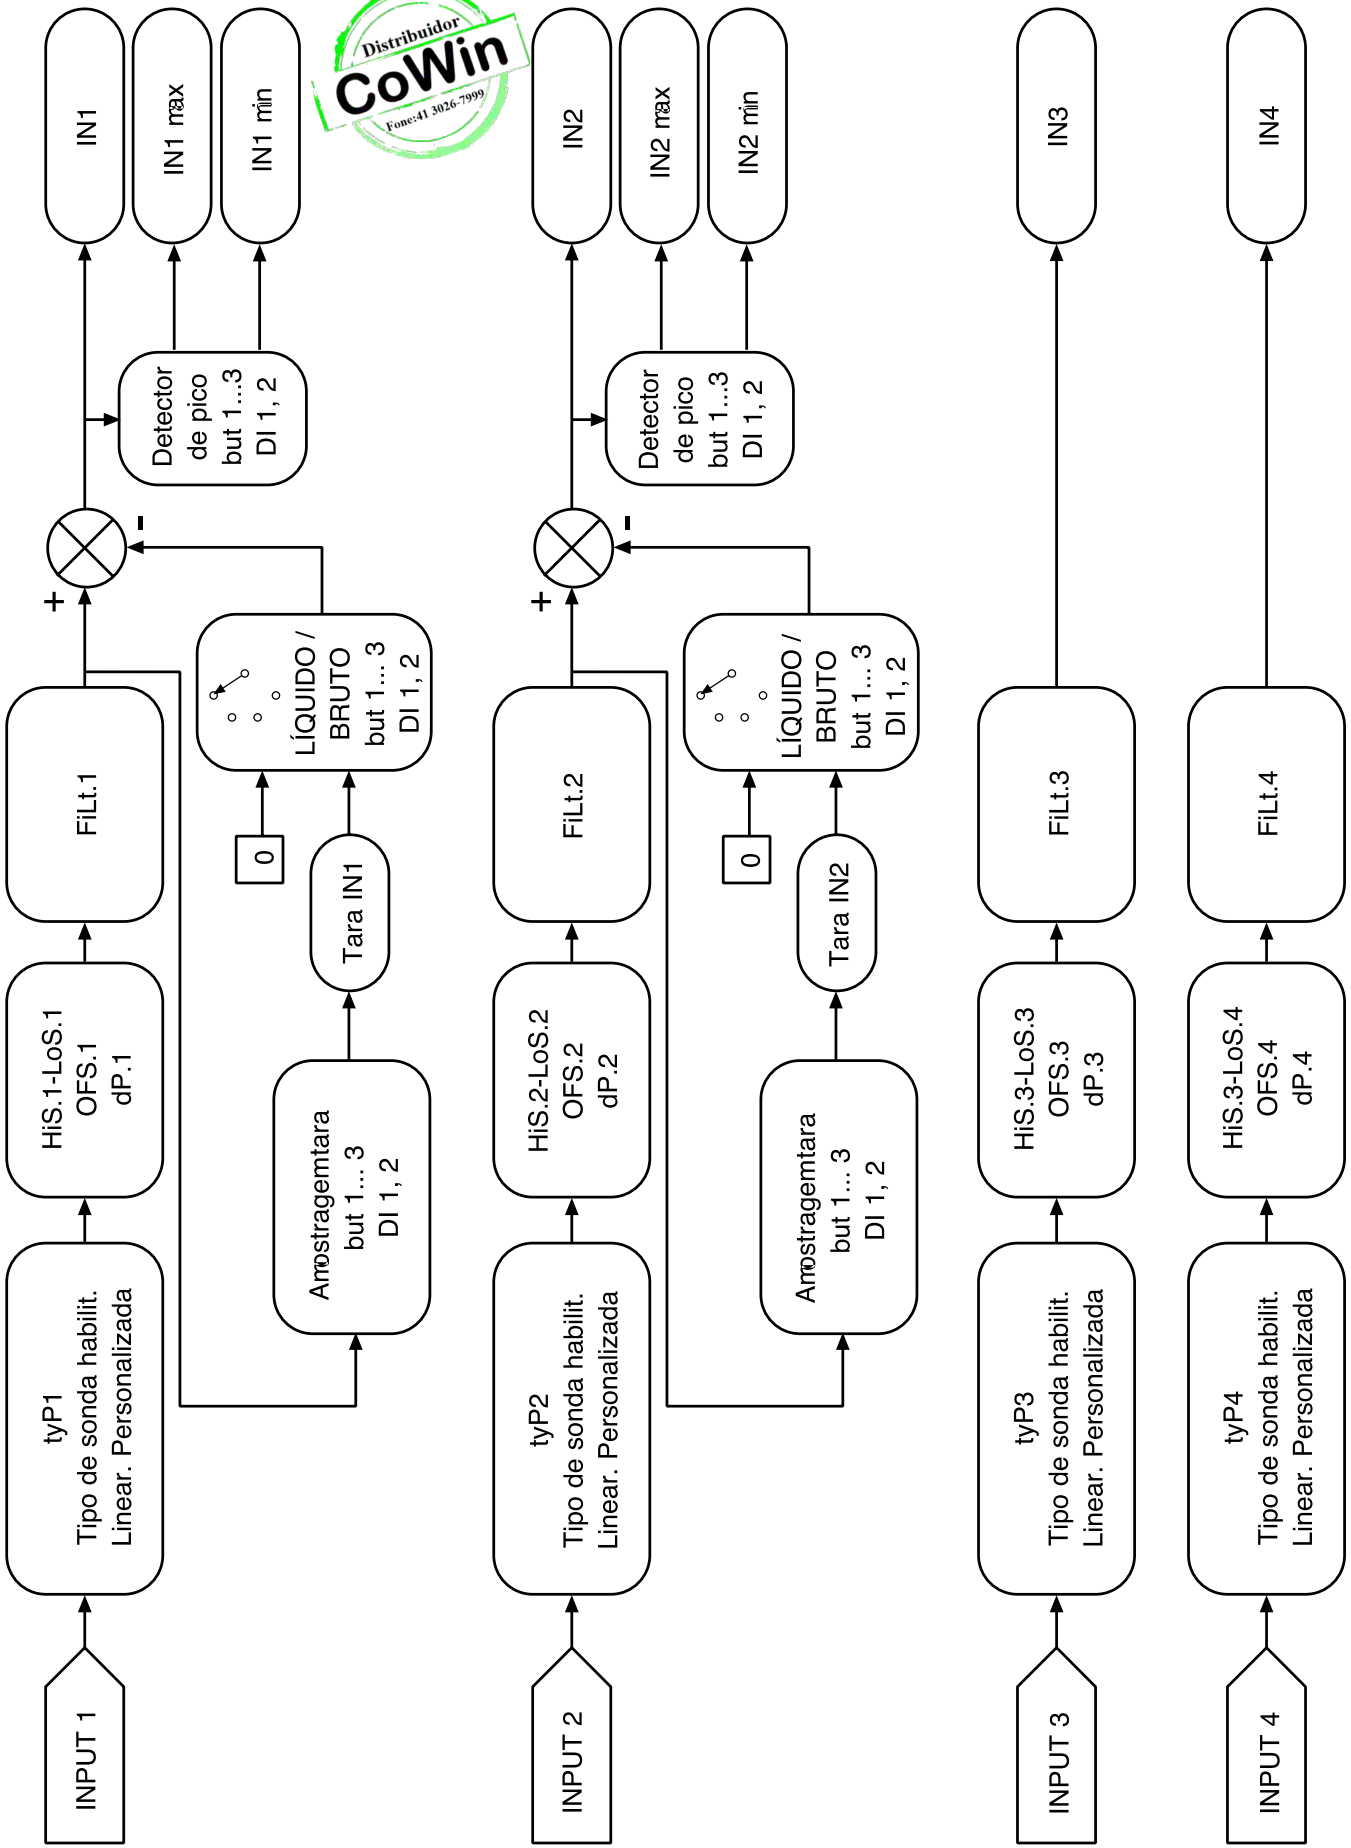 INPUT 1
tyP1
Tipo de sonda habilit.
Linear. Personalizada
HiS.1-LoS.1
OFS.1
dP.1
FiLt.1
+
-
IN1
Detector
de pico
but 1...3
DI 1, 2
IN1 max
IN1 min
Amostragemtara
but 1... 3
DI 1, 2
Tara IN1
0
LÍQUIDO /
BRUTO
but 1... 3
DI 1, 2
Distribuidor
CoWin
Fone:41 3026-7999
INPUT 2
tyP2
Tipo de sonda habilit.
Linear. Personalizada
HiS.2-LoS.2
OFS.2
dP.2
FiLt.2
+
-
IN2
Detector
de pico
but 1...3
DI 1, 2
IN2 max
IN2 min
Amostragemtara
but 1... 3
DI 1, 2
Tara IN2
0
LÍQUIDO /
BRUTO
but 1... 3
DI 1, 2
INPUT 3
tyP3
Tipo de sonda habilit.
Linear. Personalizada
HiS.3-LoS.3
OFS.3
dP.3
FiLt.3
IN3
INPUT 4
tyP4
Tipo de sonda habilit.
Linear. Personalizada
HiS.3-LoS.4
OFS.4
dP.4
FiLt.4
IN4